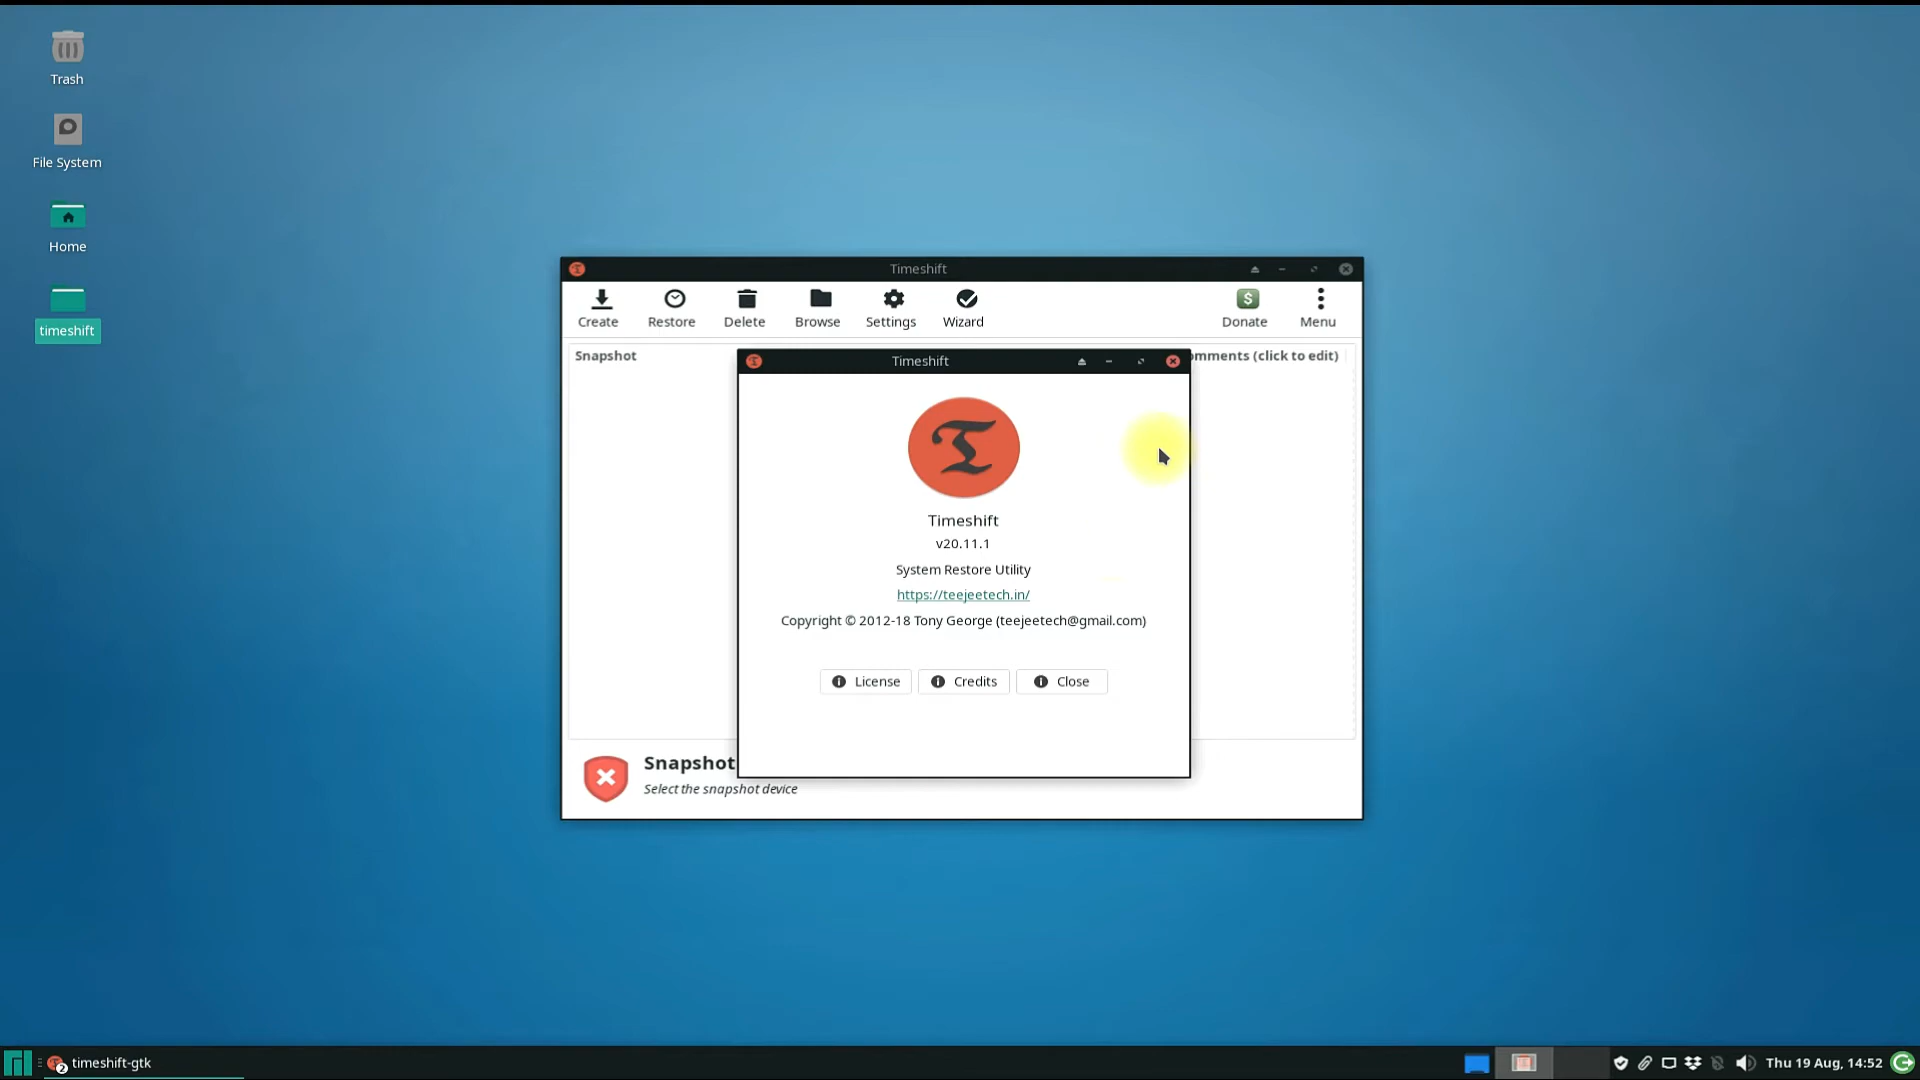 Trash
File System
Home
timeshift
Timeshift
Create
Restore
Delete
Browse
Settings
Wizard
Donate
Menu
Snapshot
omments (click to edit)
Timeshift
Timeshift
v20.11.1
System Restore Utility
https://teejeetech.in/
Copyright © 2012-18 Tony George (teejeetech@gmail.com)
License
Credits
Close
Snapshot
Select the snapshot device
2
timeshift-gtk
Thu 19 Aug, 14:52